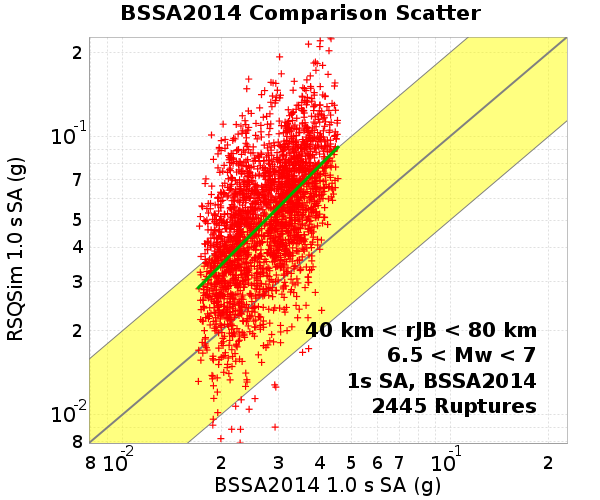 BSSA2014 Comparison Scatter
RSQSim 1.0 s SA (g)
2
10-1
7
5
4
3
2
10-2
8
40 km < rJB < 80 km
6.5 < Mw < 7
1s SA, BSSA2014
2445 Ruptures
8 10-2 2 3 4 5 6 7 10-1 2
BSSA2014 1.0 s SA (g)